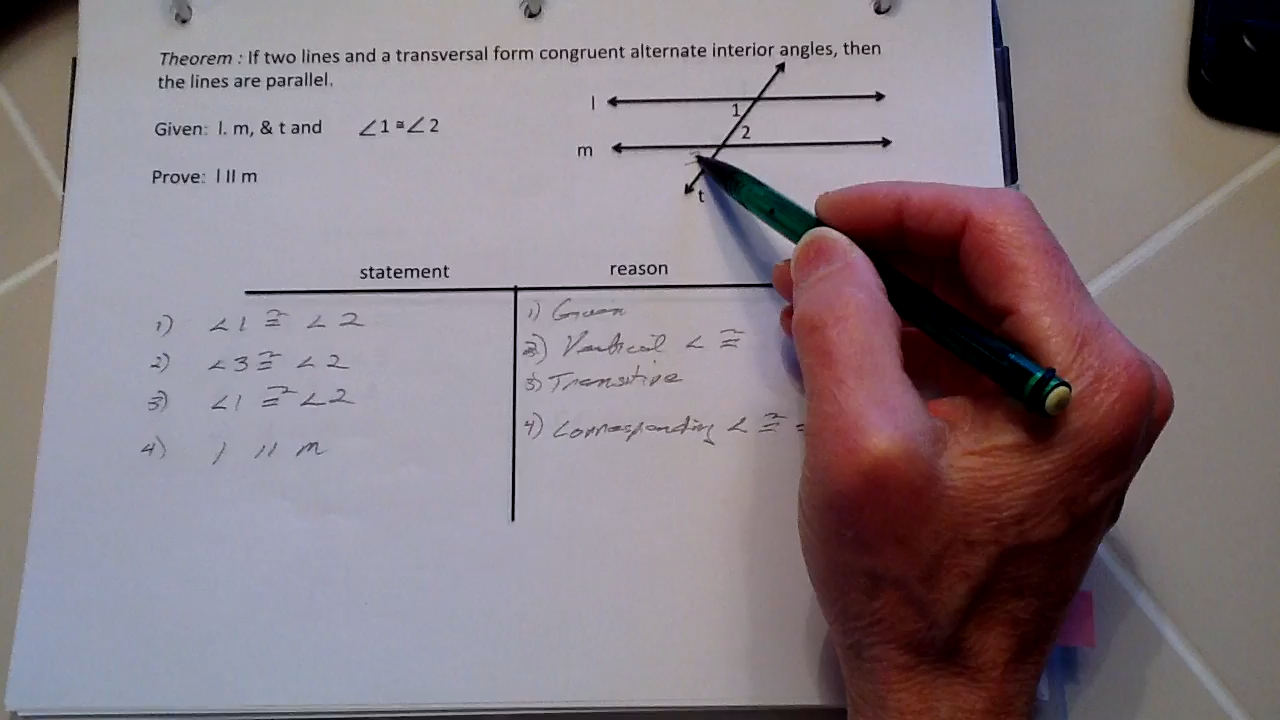 Theorem : If two lines and a transversal form congruent alternate interior angles, then
the lines are parallel.
Given: l. m, & t and ∠1 ≅ ∠2
Prove: l II m
l
1
2
m
3
t
statement
reason
1) ∠1 ≅ ∠2
1) Given
2) ∠3 ≅ ∠2
2) Vertical ∠ ≅
3) ∠1 ≅ ∠2
3) Transitive
4) l || m
4) Corresponding ∠ ≅ =